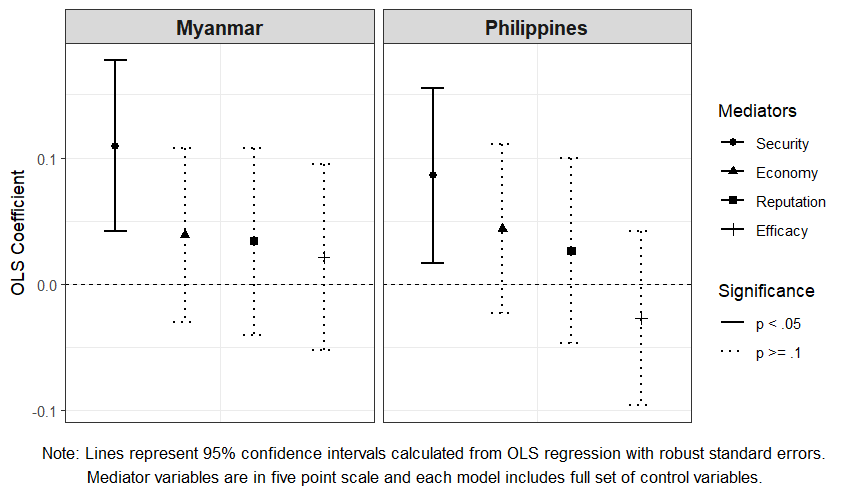 Myanmar
Philippines
OLS Coefficient
0.1
0.0
-0.1
Mediators
Security
Economy
Reputation
Efficacy
Significance
p < .05
p >= .1
Note: Lines represent 95% confidence intervals calculated from OLS regression with robust standard errors.
Mediator variables are in five point scale and each model includes full set of control variables.